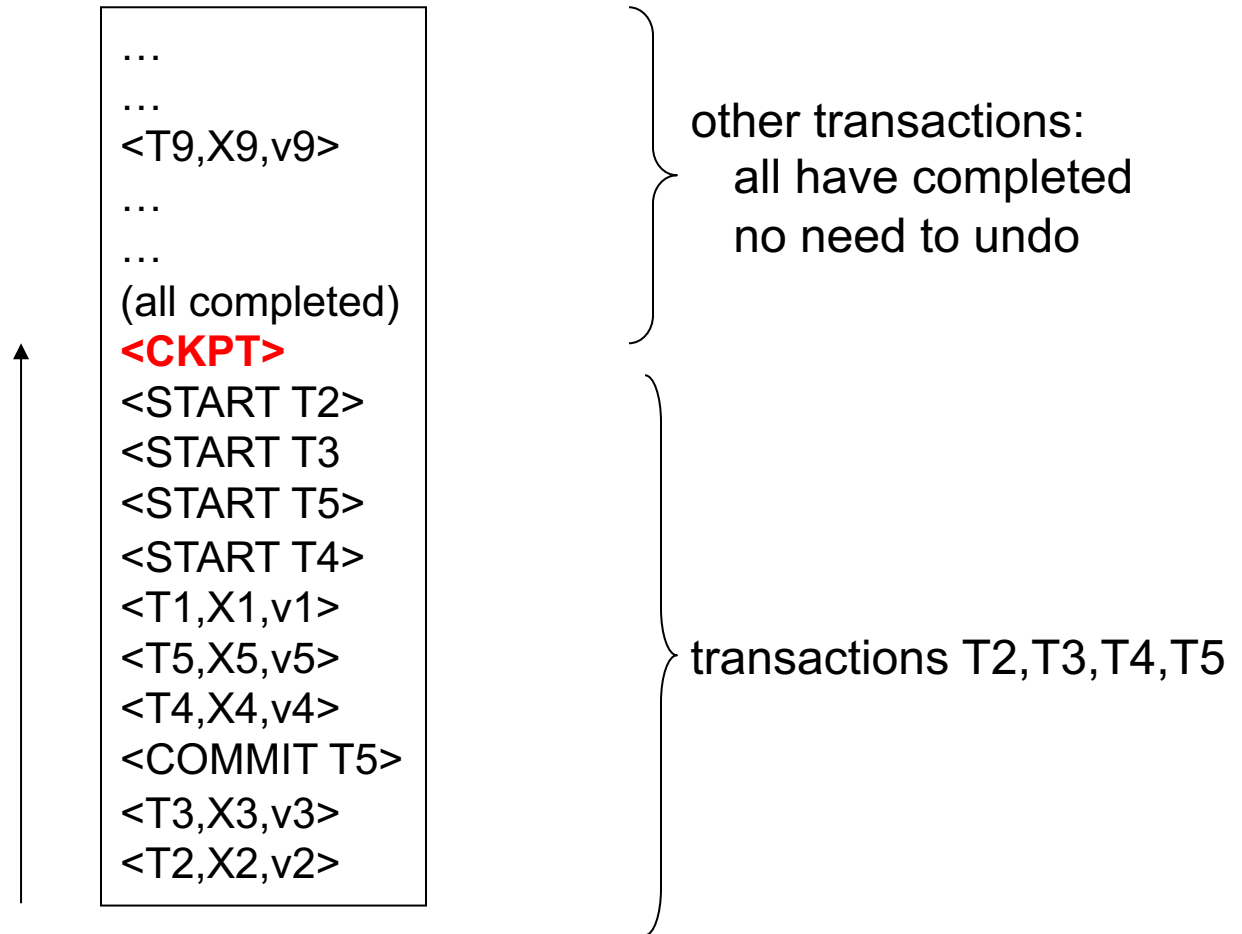 …
…
<T9,X9,v9>
…
…
(all completed)
<CKPT>
<START T2>
<START T3
<START T5>
<START T4>
<T1,X1,v1>
<T5,X5,v5>
<T4,X4,v4>
<COMMIT T5>
<T3,X3,v3>
<T2,X2,v2>
other transactions:
all have completed
no need to undo
transactions T2,T3,T4,T5